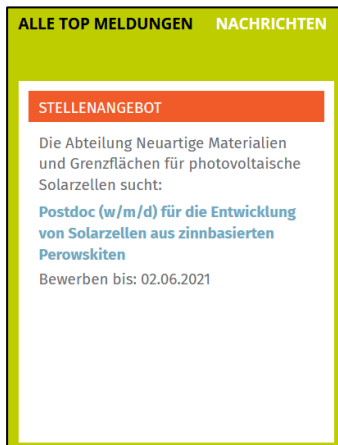 ALLE TOP MELDUNGEN NACHRICHTEN
STELLENANGEBOT
Die Abteilung Neuartige Materialien
und Grenzflächen für photovoltaische
Solarzellen sucht:
Postdoc (w/m/d) für die Entwicklung
von Solarzellen aus zinnbasierten
Perowskiten
Bewerben bis: 02.06.2021